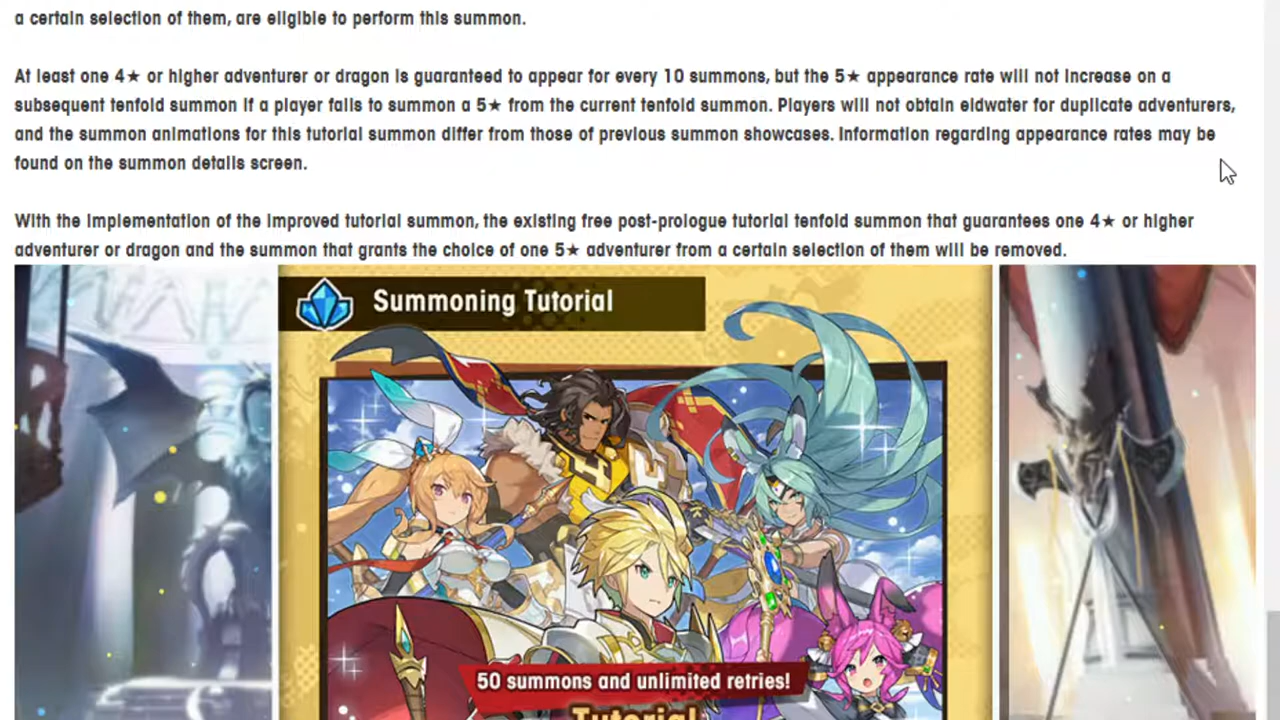 a certain selection of them, are eligible to perform this summon.
At least one 4★ or higher adventurer or dragon is guaranteed to appear for every 10 summons, but the 5★ appearance rate will not increase on a
subsequent tenfold summon if a player fails to summon a 5★ from the current tenfold summon. Players will not obtain eldwater for duplicate adventurers,
and the summon animations for this tutorial summon differ from those of previous summon showcases. Information regarding appearance rates may be
found on the summon details screen.
With the implementation of the improved tutorial summon, the existing free post-prologue tutorial tenfold summon that guarantees one 4★ or higher
adventurer or dragon and the summon that grants the choice of one 5★ adventurer from a certain selection of them will be removed.
Summoning Tutorial
50 summons and unlimited retries!
Tutorial